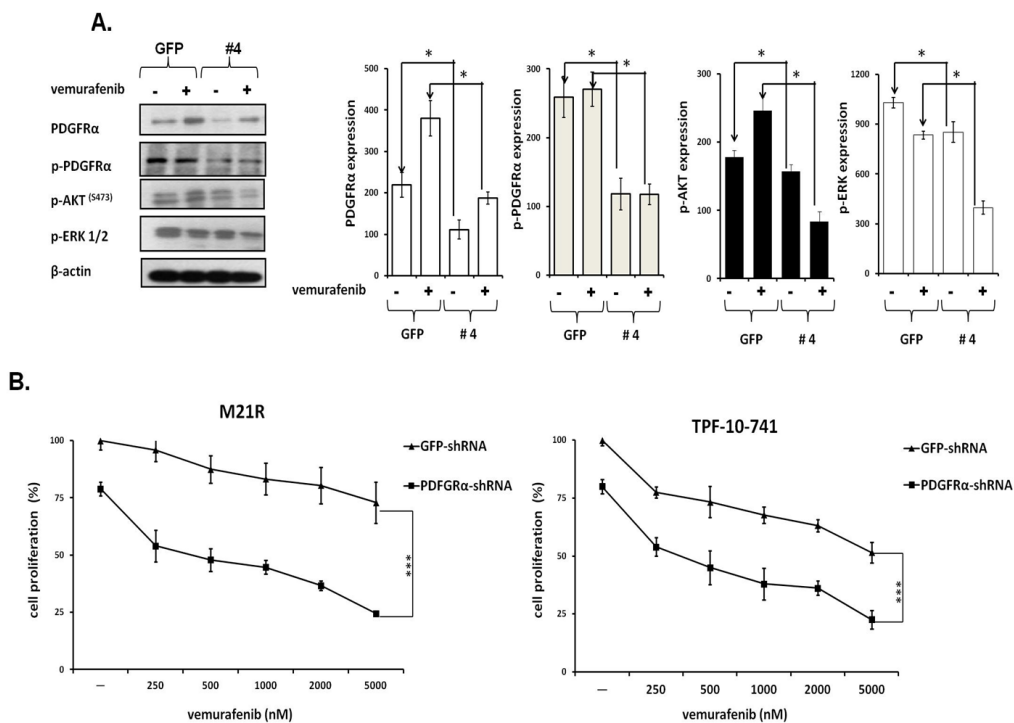 A.
GFP #4
vemurafenib - + - +
PDGFRα
p-PDGFRα
p-AKT (S473)
p-ERK 1/2
β-actin
* *
PDGFRα expression
500
400
300
200
100
0
vemurafenib - + - +
GFP # 4
* *
p-PDGFRα expression
300
200
100
0
- + - +
GFP # 4
* *
p-AKT expression
300
200
100
0
- + - +
GFP # 4
* *
p-ERK expression
1200
900
600
300
0
- + - +
GFP # 4
B.
M21R
cell proliferation (%)
100
75
50
25
0
GFP-shRNA
PDFGRα-shRNA
***
— 250 500 1000 2000 5000
vemurafenib (nM)
TPF-10-741
cell proliferation (%)
100
75
50
25
0
GFP-shRNA
PDGFRα-shRNA
***
— 250 500 1000 2000 5000
vemurafenib (nM)